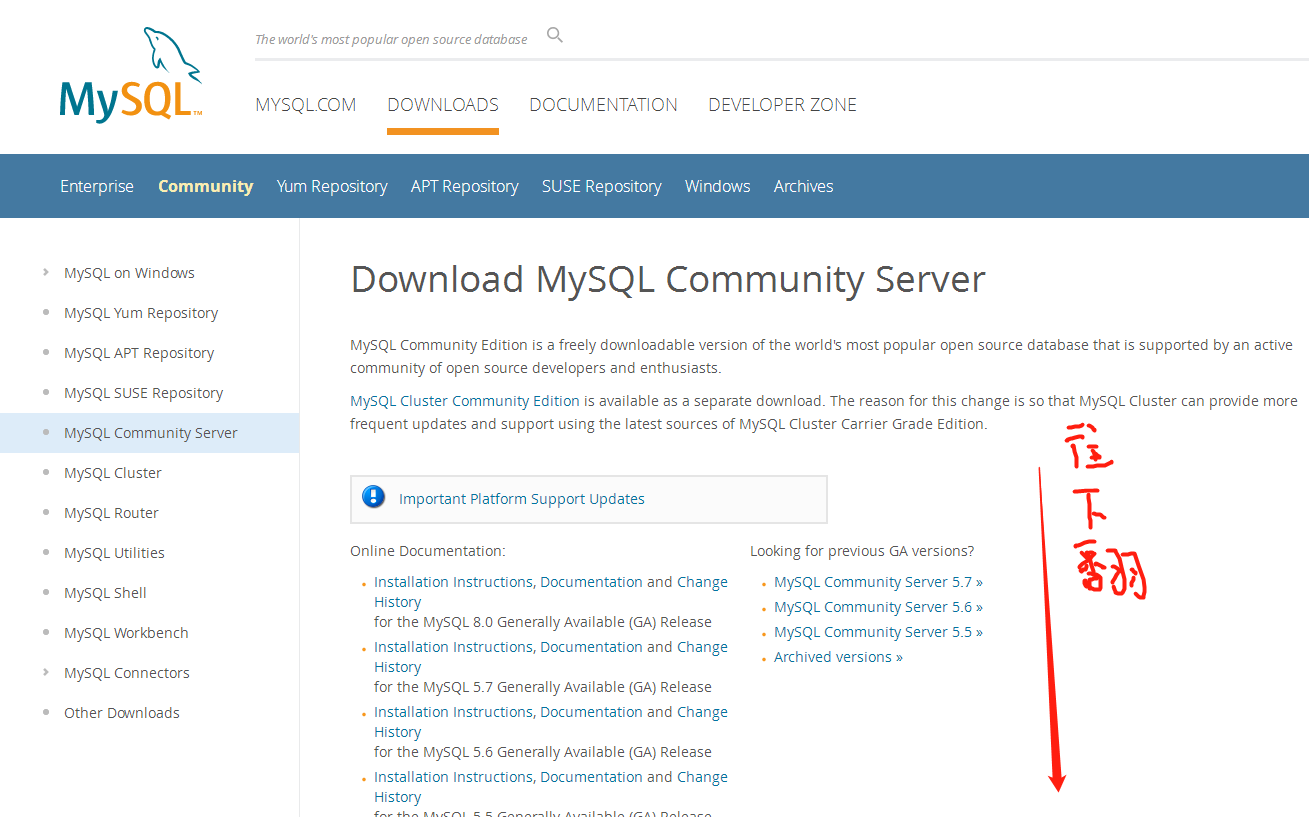 The world's most popular open source database
MySQL™
MYSQL.COM DOWNLOADS DOCUMENTATION DEVELOPER ZONE
Enterprise Community Yum Repository APT Repository SUSE Repository Windows Archives
MySQL on Windows
MySQL Yum Repository
MySQL APT Repository
MySQL SUSE Repository
MySQL Community Server
MySQL Cluster
MySQL Router
MySQL Utilities
MySQL Shell
MySQL Workbench
MySQL Connectors
Other Downloads
Download MySQL Community Server
MySQL Community Edition is a freely downloadable version of the world's most popular open source database that is supported by an active
community of open source developers and enthusiasts.
MySQL Cluster Community Edition is available as a separate download. The reason for this change is so that MySQL Cluster can provide more
frequent updates and support using the latest sources of MySQL Cluster Carrier Grade Edition.
Important Platform Support Updates
Online Documentation:
Installation Instructions, Documentation and Change
History
for the MySQL 8.0 Generally Available (GA) Release
Installation Instructions, Documentation and Change
History
for the MySQL 5.7 Generally Available (GA) Release
Installation Instructions, Documentation and Change
History
for the MySQL 5.6 Generally Available (GA) Release
Installation Instructions, Documentation and Change
History
for the MySQL 5.5 Generally Available (GA) Release
Looking for previous GA versions?
MySQL Community Server 5.7 »
MySQL Community Server 5.6 »
MySQL Community Server 5.5 »
Archived versions »
往
下
翻